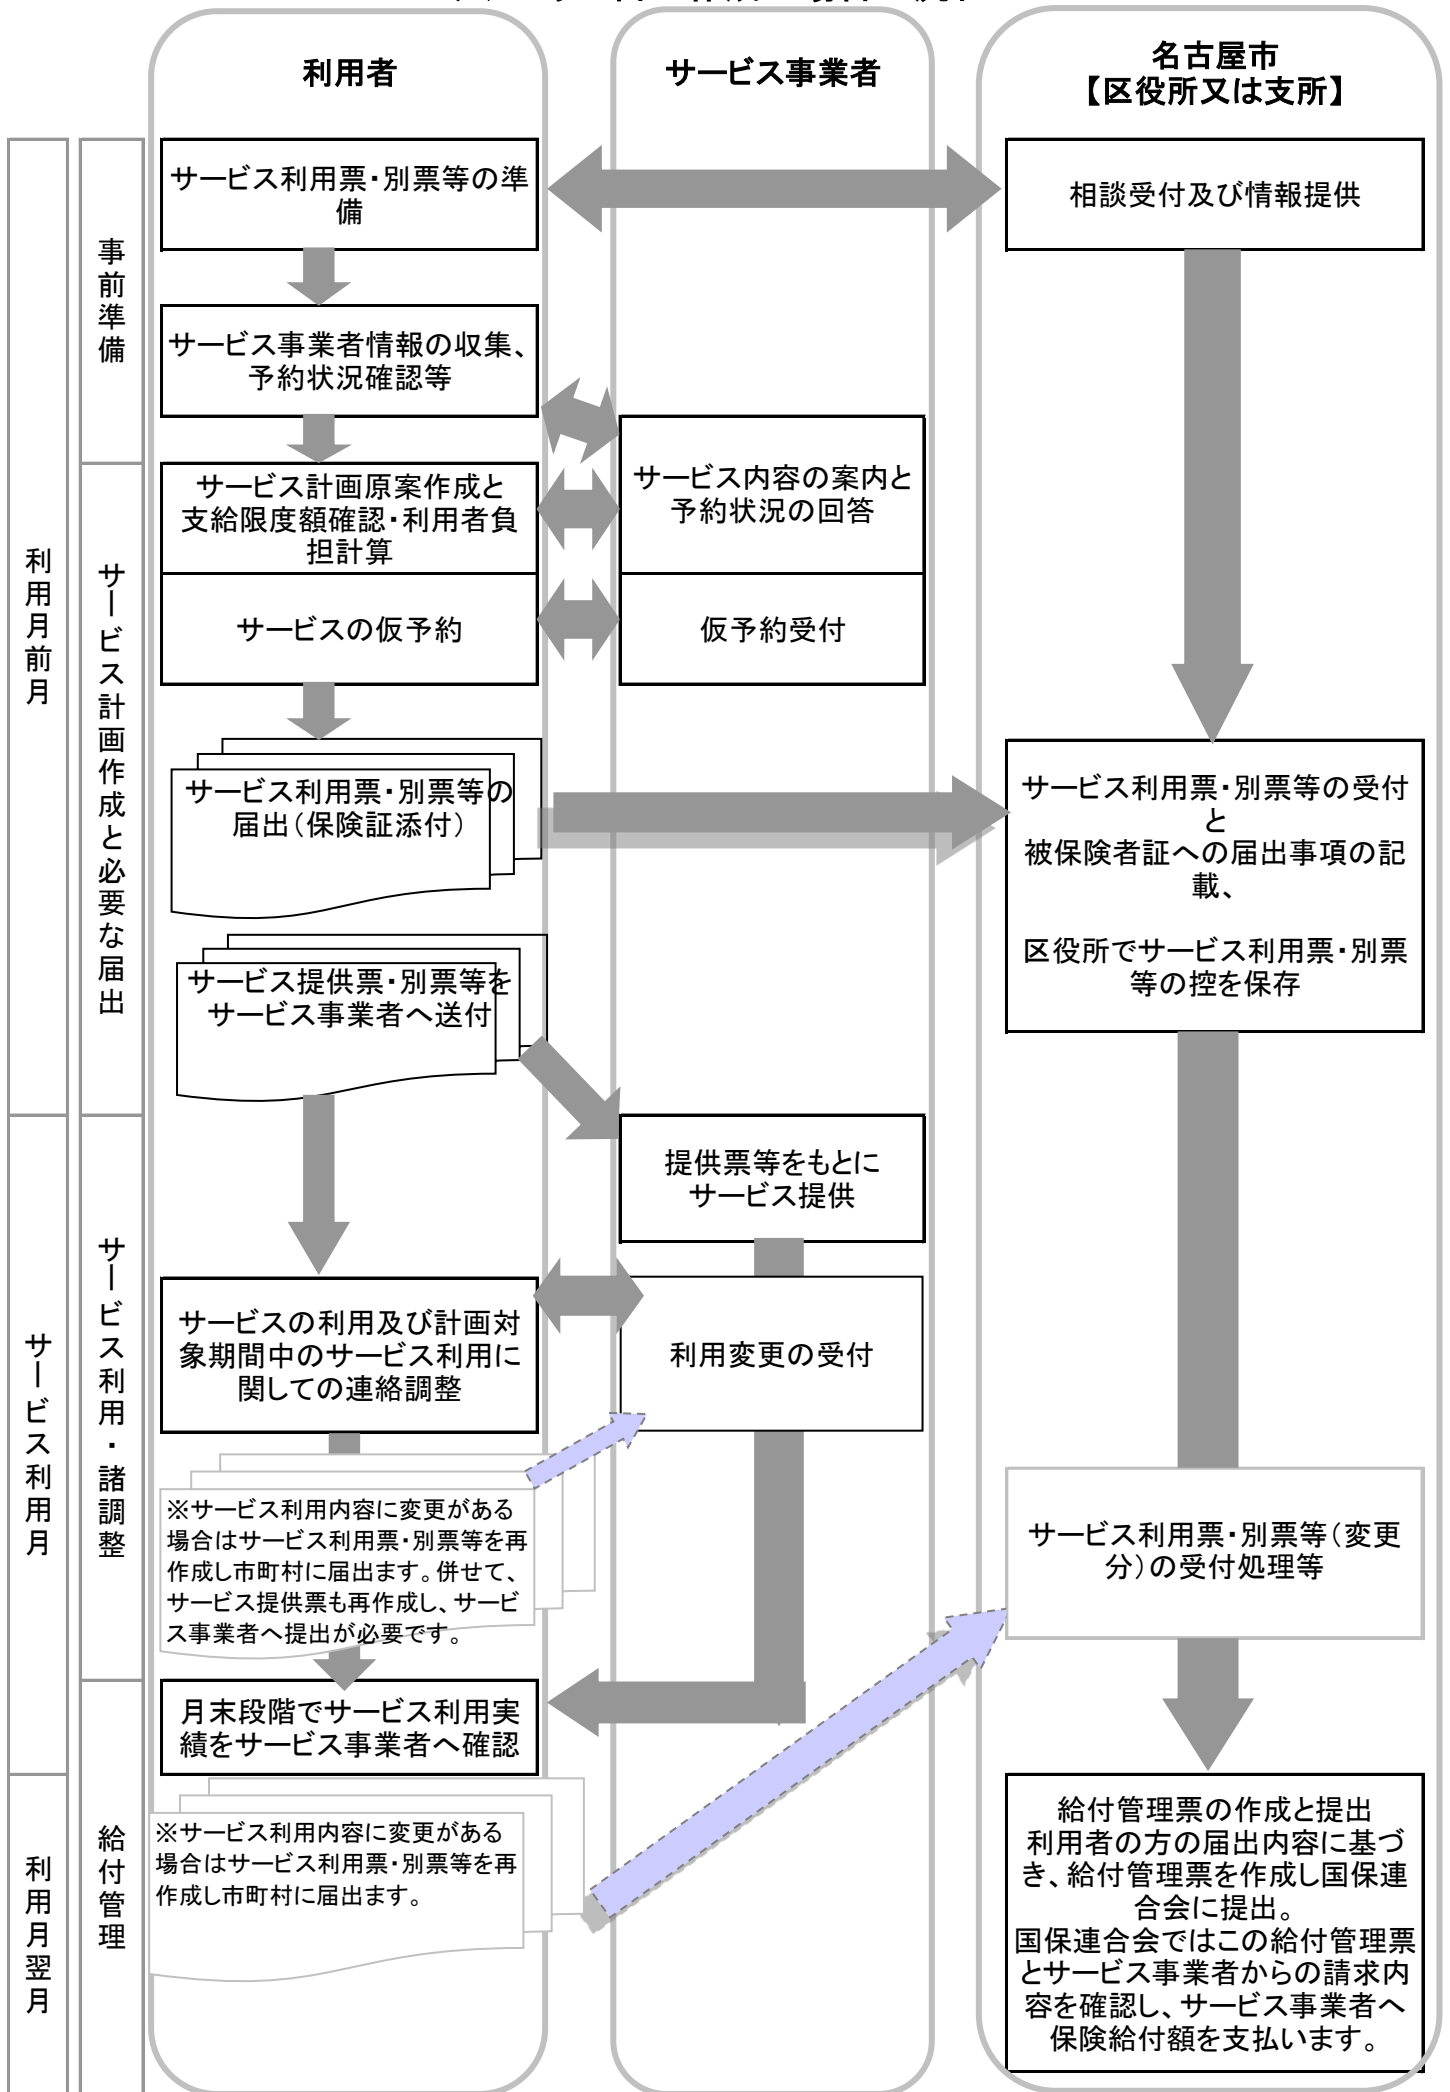 利用者
サービス事業者
名古屋市
【区役所又は支所】
利用月前月
事前準備
サービス利用票・別票等の準
備
相談受付及び情報提供
サービス事業者情報の収集、
予約状況確認等
サービス計画作成と必要な届出
サービス計画原案作成と
支給限度額確認・利用者負
担計算
サービス内容の案内と
予約状況の回答
サービスの仮予約
仮予約受付
サービス利用票・別票等の
届出（保険証添付）
サービス利用票・別票等の受付
と
被保険者証への届出事項の記
載、
区役所でサービス利用票・別票
等の控を保存
サービス提供票・別票等を
サービス事業者へ送付
サービス利用月
サービス利用・諸調整
提供票等をもとに
サービス提供
サービスの利用及び計画対
象期間中のサービス利用に
関しての連絡調整
利用変更の受付
※サービス利用内容に変更がある
場合はサービス利用票・別票等を再
作成し市町村に届出ます。併せて、
サービス提供票も再作成し、サービ
ス事業者へ提出が必要です。
サービス利用票・別票等（変更
分）の受付処理等
給付管理
月末段階でサービス利用実
績をサービス事業者へ確認
利用月翌月
※サービス利用内容に変更がある
場合はサービス利用票・別票等を再
作成し市町村に届出ます。
給付管理票の作成と提出
利用者の方の届出内容に基づ
き、給付管理票を作成し国保連
合会に提出。
国保連合会ではこの給付管理票
とサービス事業者からの請求内
容を確認し、サービス事業者へ
保険給付額を支払います。